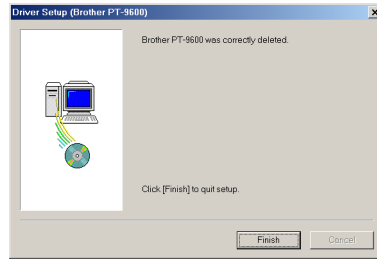 Driver Setup (Brother PT-9600)
Brother PT-9600 was correctly deleted.
Click [Finish] to quit setup.
Finish
Cancel